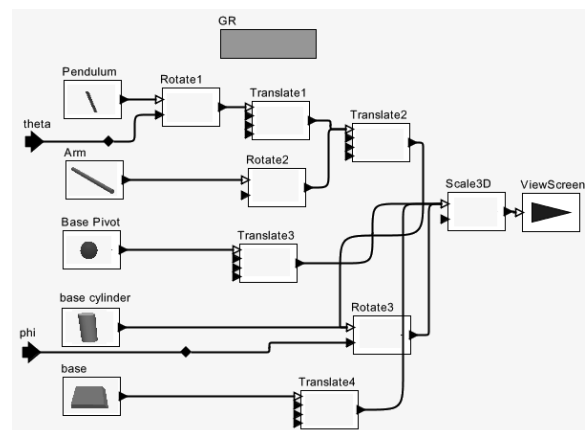 GR
Pendulum
Rotate1
Translate1
Translate2
theta
Arm
Rotate2
Scale3D
ViewScreen
Base Pivot
Translate3
base cylinder
Rotate3
phi
base
Translate4